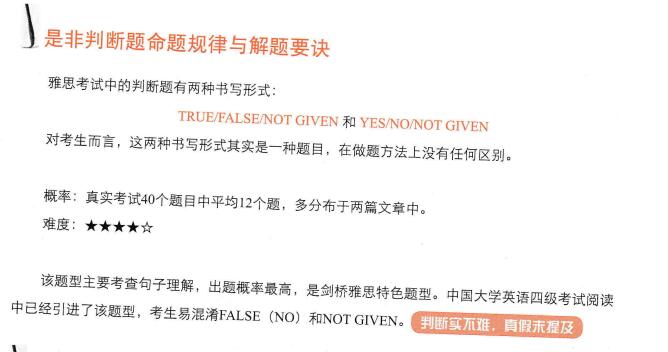 是非判断题命题规律与解题要诀
雅思考试中的判断题有两种书写形式：
TRUE/FALSE/NOT GIVEN 和 YES/NO/NOT GIVEN
对考生而言，这两种书写形式其实是一种题目，在做题方法上没有任何区别。
概率：真实考试40个题目中平均12个题，多分布于两篇文章中。
难度：★★★★☆
该题型主要考查句子理解，出题概率最高，是剑桥雅思特色题型。中国大学英语四级考试阅读
中已经引进了该题型，考生易混淆FALSE（NO）和NOT GIVEN。 判断实不难，真假未提及